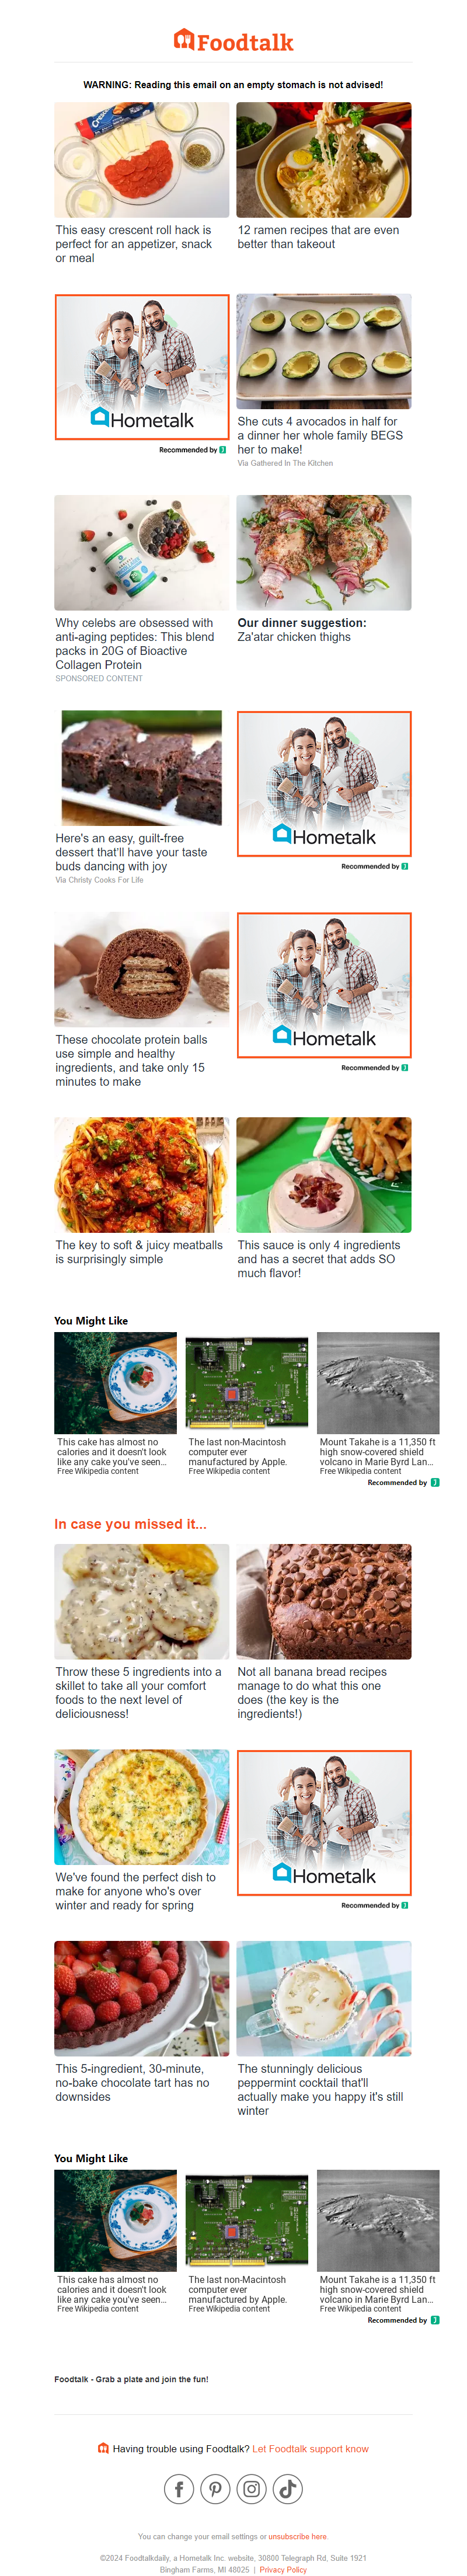 Foodtalk
WARNING: Reading this email on an empty stomach is not advised!
This easy crescent roll hack is
perfect for an appetizer, snack
or meal
12 ramen recipes that are even
better than takeout
Hometalk
Recommended by
She cuts 4 avocados in half for
a dinner her whole family BEGS
her to make!
Via Gathered In The Kitchen
Why celebs are obsessed with
anti-aging peptides: This blend
packs in 20G of Bioactive
Collagen Protein
SPONSORED CONTENT
Our dinner suggestion:
Za'atar chicken thighs
Here's an easy, guilt-free
dessert that'll have your taste
buds dancing with joy
Via Christy Cooks For Life
Hometalk
Recommended by
These chocolate protein balls
use simple and healthy
ingredients, and take only 15
minutes to make
Hometalk
Recommended by
The key to soft & juicy meatballs
is surprisingly simple
This sauce is only 4 ingredients
and has a secret that adds SO
much flavor!
You Might Like
This cake has almost no
calories and it doesn't look
like any cake you've seen...
Free Wikipedia content
The last non-Macintosh
computer ever
manufactured by Apple.
Free Wikipedia content
Mount Takahe is a 11,350 ft
high snow-covered shield
volcano in Marie Byrd Lan...
Free Wikipedia content
Recommended by
In case you missed it...
Throw these 5 ingredients into a
skillet to take all your comfort
foods to the next level of
deliciousness!
Not all banana bread recipes
manage to do what this one
does (the key is the
ingredients!)
We've found the perfect dish to
make for anyone who's over
winter and ready for spring
Hometalk
Recommended by
This 5-ingredient, 30-minute,
no-bake chocolate tart has no
downsides
The stunningly delicious
peppermint cocktail that'll
actually make you happy it's still
winter
You Might Like
This cake has almost no
calories and it doesn't look
like any cake you've seen...
Free Wikipedia content
The last non-Macintosh
computer ever
manufactured by Apple.
Free Wikipedia content
Mount Takahe is a 11,350 ft
high snow-covered shield
volcano in Marie Byrd Lan...
Free Wikipedia content
Recommended by
Foodtalk - Grab a plate and join the fun!
Having trouble using Foodtalk? Let Foodtalk support know
You can change your email settings or unsubscribe here
©2024 Foodtalkdaily, a Hometalk Inc. website, 30800 Telegraph Rd, Suite 1921
Bingham Farms, MI 48025 | Privacy Policy